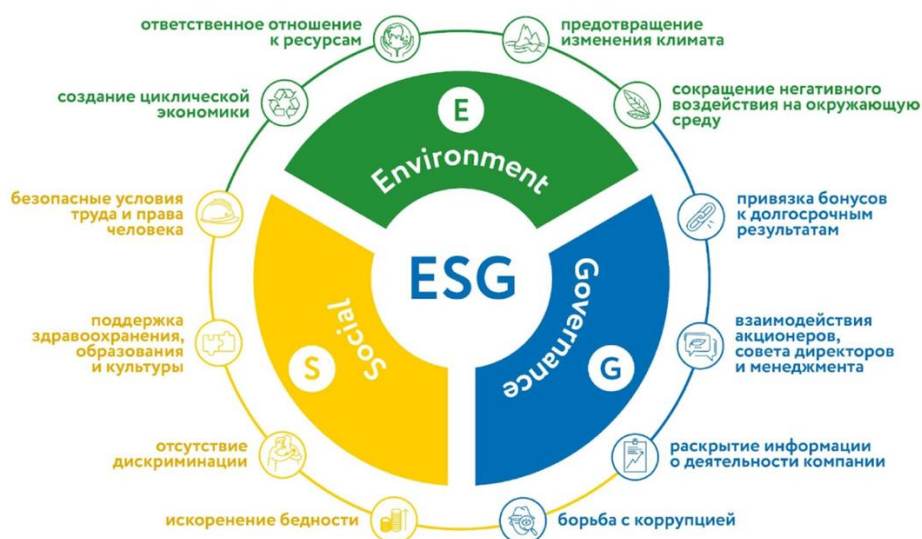 ответственное отношение
к ресурсам
предотвращение
изменения климата
создание циклической
экономики
сокращение негативного
воздействия на окружающую
среду
E
Environment
безопасные условия
труда и права
человека
привязка бонусов
к долгосрочным
результатам
ESG
Social
S
Governance
G
поддержка
здравоохранения,
образования
и культуры
взаимодействия
акционеров,
совета директоров
и менеджмента
отсутствие
дискриминации
раскрытие информации
о деятельности компании
искоренение бедности
борьба с коррупцией